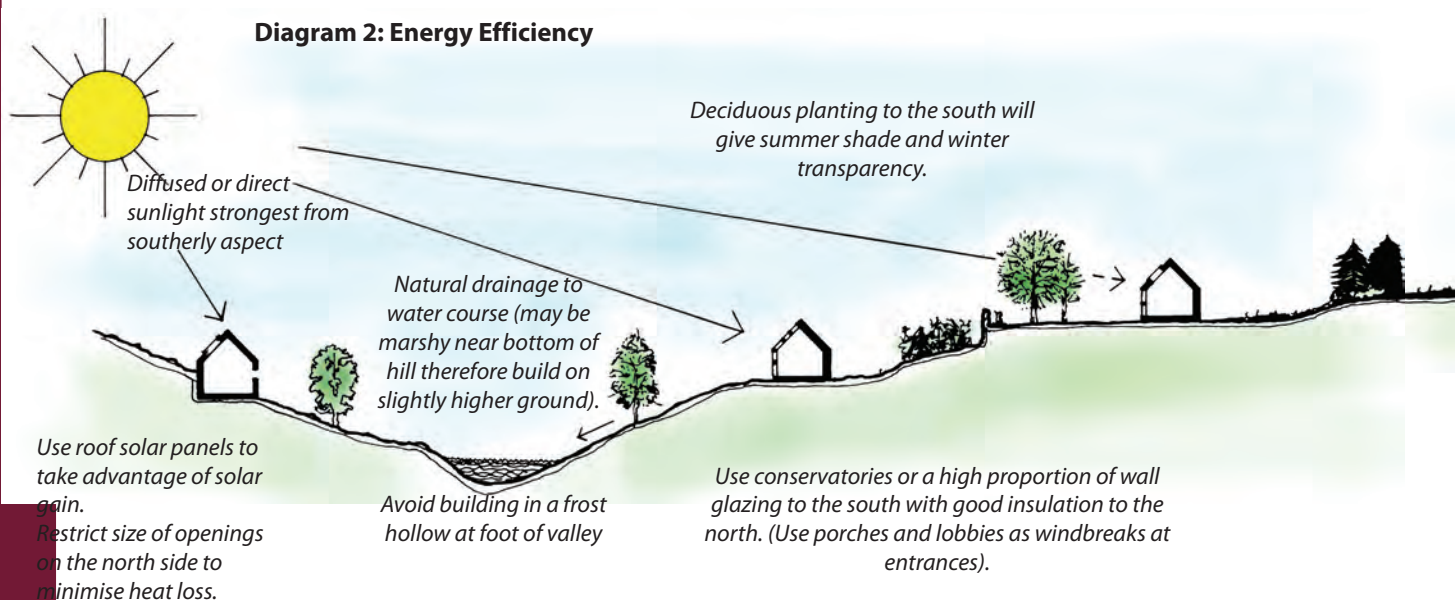 Diagram 2: Energy Efficiency
Deciduous planting to the south will
give summer shade and winter
transparency.
Diffused or direct
sunlight strongest from
southerly aspect
Natural drainage to
water course (may be
marshy near bottom of
hill therefore build on
slightly higher ground).
Use roof solar panels to
take advantage of solar
gain.
Restrict size of openings
on the north side to
minimise heat loss.
Avoid building in a frost
hollow at foot of valley
Use conservatories or a high proportion of wall
glazing to the south with good insulation to the
north. (Use porches and lobbies as windbreaks at
entrances).